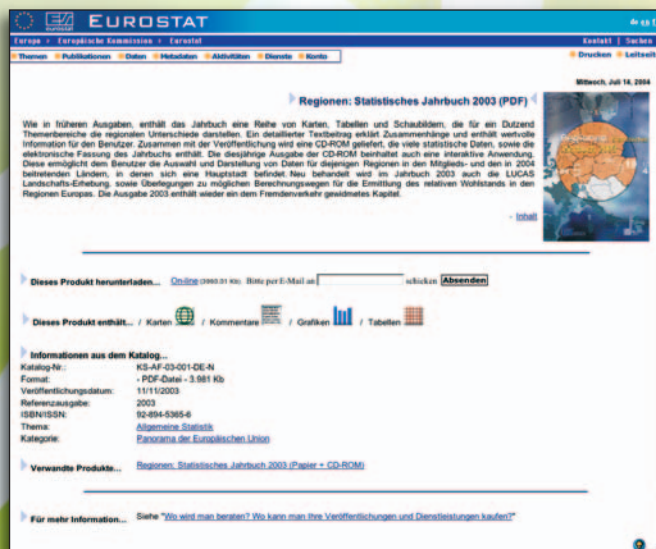 EUROSTAT
eurostat
de en f
Europa > Europäische Kommission > Eurostat
Kontakt | Suchen
Themen Publikationen Daten Metadaten Aktivitäten Dienste Konto
Drucken Leitseit
Mittwoch, Juli 14, 2004
Regionen: Statistisches Jahrbuch 2003 (PDF)
Wie in früheren Ausgaben, enthält das Jahrbuch eine Reihe von Karten, Tabellen und Schaubildern, die für ein Dutzend
Themenbereiche die regionalen Unterschiede darstellen. Ein detaillierter Textbeitrag erklärt Zusammenhänge und enthält wertvolle
Information für den Benutzer. Zusammen mit der Veröffentlichung wird eine CD-ROM geliefert, die viele statistische Daten, sowie die
elektronische Fassung des Jahrbuchs enthält. Die diesjährige Ausgabe der CD-ROM beinhaltet auch eine interaktive Anwendung.
Diese ermöglicht dem Benutzer die Auswahl und Darstellung von Daten für diejenigen Regionen in den Mitglieds- und den in 2004
beitretenden Ländern, in denen sich eine Hauptstadt befindet. Neu behandelt wird im Jahrbuch 2003 auch die LUCAS
Landschafts-Erhebung, sowie Überlegungen zu möglichen Berechnungswegen für die Ermittlung des relativen Wohlstands in den
Regionen Europas. Die Ausgabe 2003 enthält wieder ein dem Fremdenverkehr gewidmetes Kapitel.
- Inhalt
Dieses Produkt herunterladen... On-line (3980.01 Kb) Bitte per E-Mail an schicken Absenden
Dieses Produkt enthält... / Karten / Kommentare / Grafiken / Tabellen
Informationen aus dem Katalog...
Katalog-Nr.: KS-AF-03-001-DE-N
Format: - PDF-Datei - 3.981 Kb
Veröffentlichungsdatum: 11/11/2003
Referenzausgabe: 2003
ISBN/ISSN: 92-894-5365-6
Thema: Allgemeine Statistik
Kategorie: Panorama der Europäischen Union
Verwandte Produkte... Regionen: Statistisches Jahrbuch 2003 (Papier + CD-ROM)
Für mehr Information... Siehe "Wo wird man beraten? Wo kann man Ihre Veröffentlichungen und Dienstleistungen kaufen?"